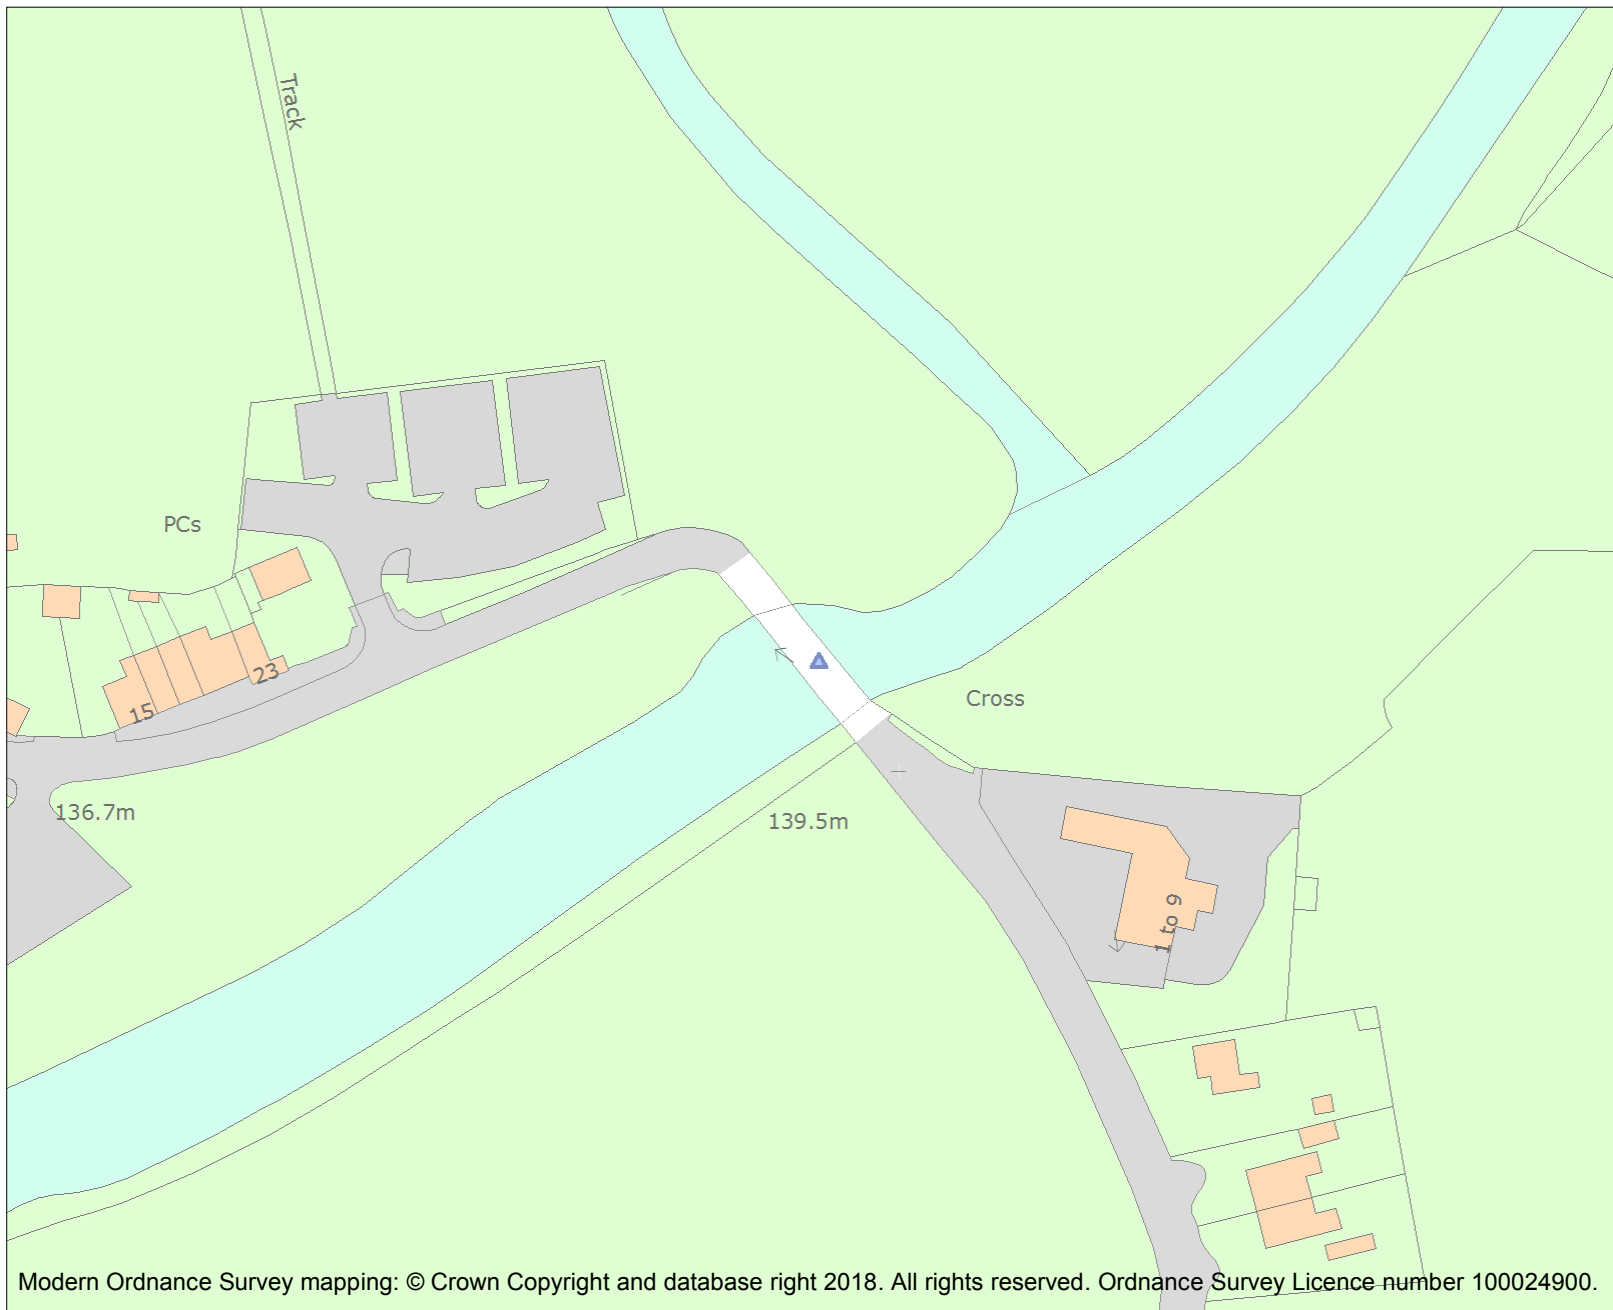 Track
PCs
23
15
Cross
136.7m
139.5m
1 to 9
Modern Ordnance Survey mapping: © Crown Copyright and database right 2018. All rights reserved. Ordnance Survey Licence number 100024900.